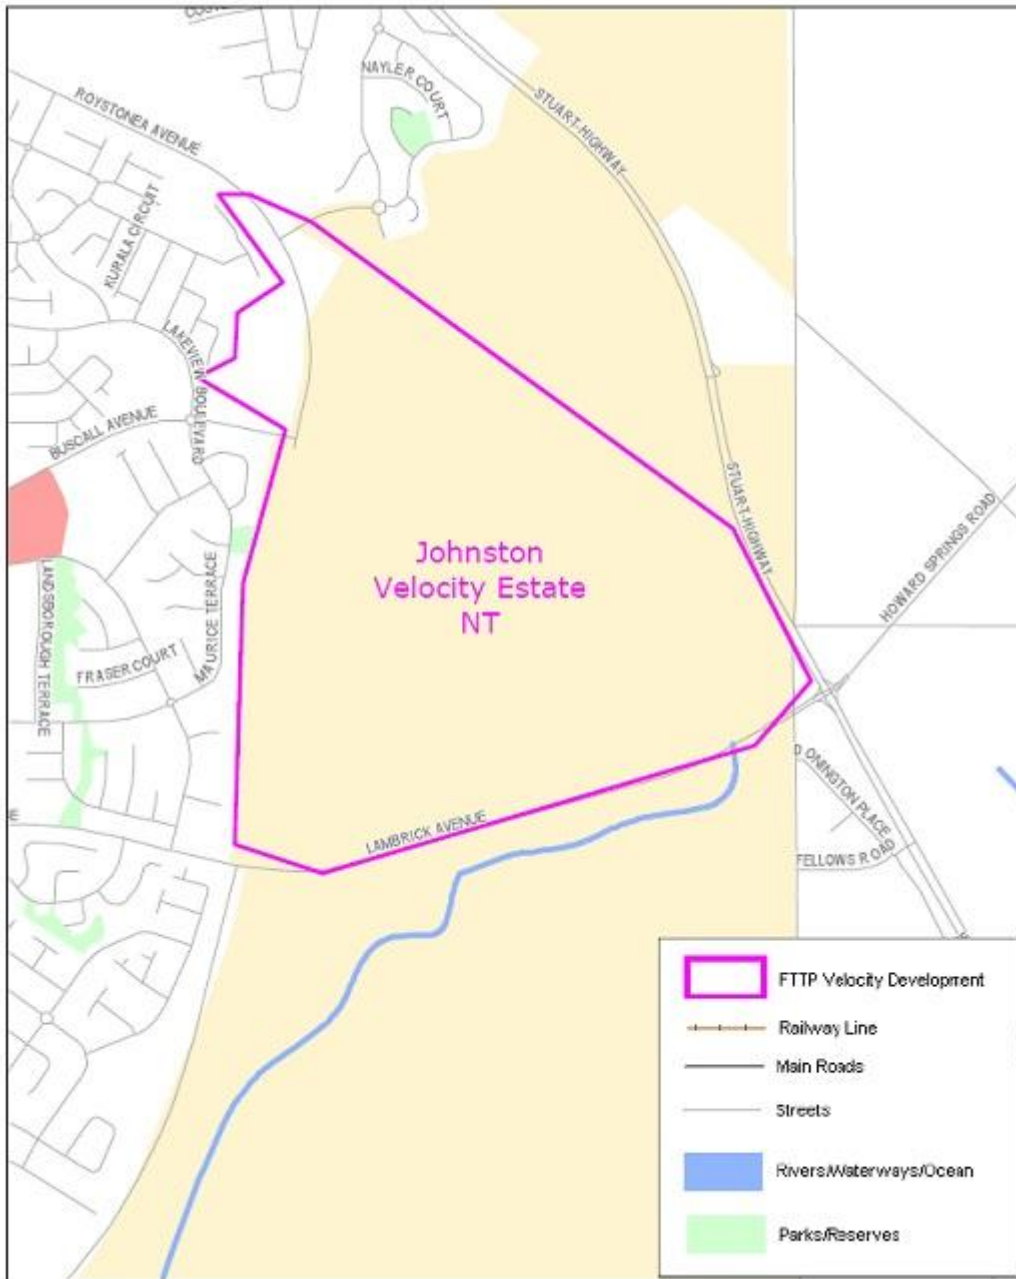 NAYLER COURT
ROYSTONEA AVENUE
STUART HIGHWAY
KURALA CIRCUIT
LAKEVIEW BOULEVARD
BUSCALL AVENUE
STUART HIGHWAY
HOWARD SPRINGS ROAD
Johnston
Velocity Estate
NT
LANDSBOROUGH TERRACE
MAURICE TERRACE
FRASER COURT
D ONINGTON PLACE
LAMBRICK AVENUE
E
FELLOWS ROAD
FTTP Velocity Development
Railway Line
Main Roads
Streets
Rivers/Waterways/Ocean
Parks/Reserves